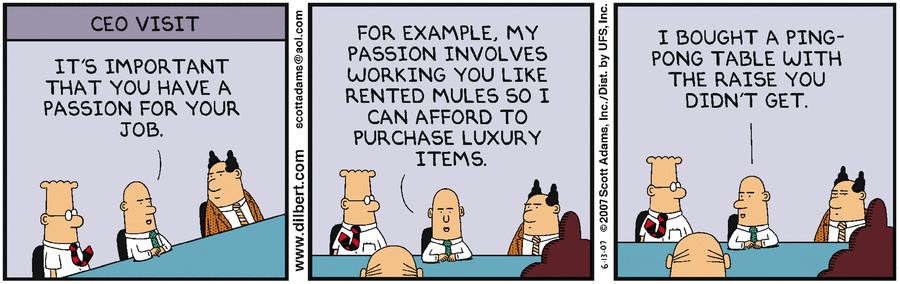 CEO VISIT
IT'S IMPORTANT
THAT YOU HAVE A
PASSION FOR YOUR
JOB.
www.dilbert.com
scottadams@aol.com
FOR EXAMPLE, MY
PASSION INVOLVES
WORKING YOU LIKE
RENTED MULES SO I
CAN AFFORD TO
PURCHASE LUXURY
ITEMS.
6-13-07 ©2007 Scott Adams, Inc./Dist. by UFS, Inc.
I BOUGHT A PING-
PONG TABLE WITH
THE RAISE YOU
DIDN'T GET.